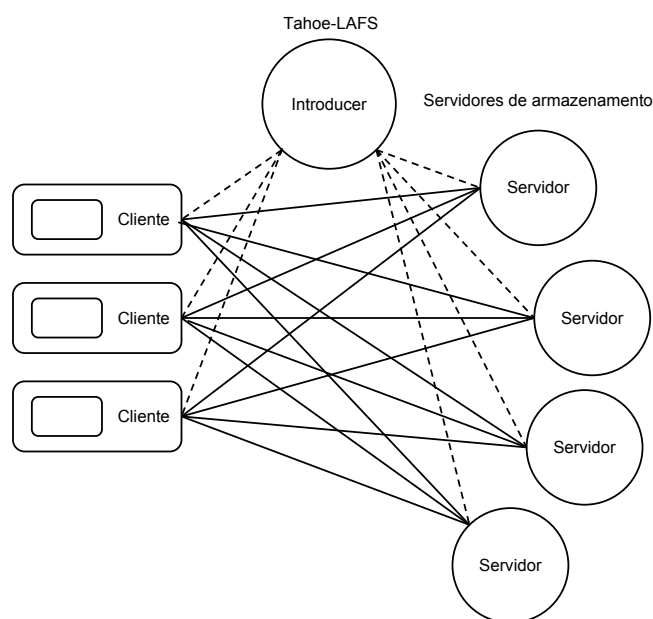 Tahoe-LAFS
Introducer
Servidores de armazenamento
Servidor
Cliente
Servidor
Cliente
Cliente
Servidor
Servidor